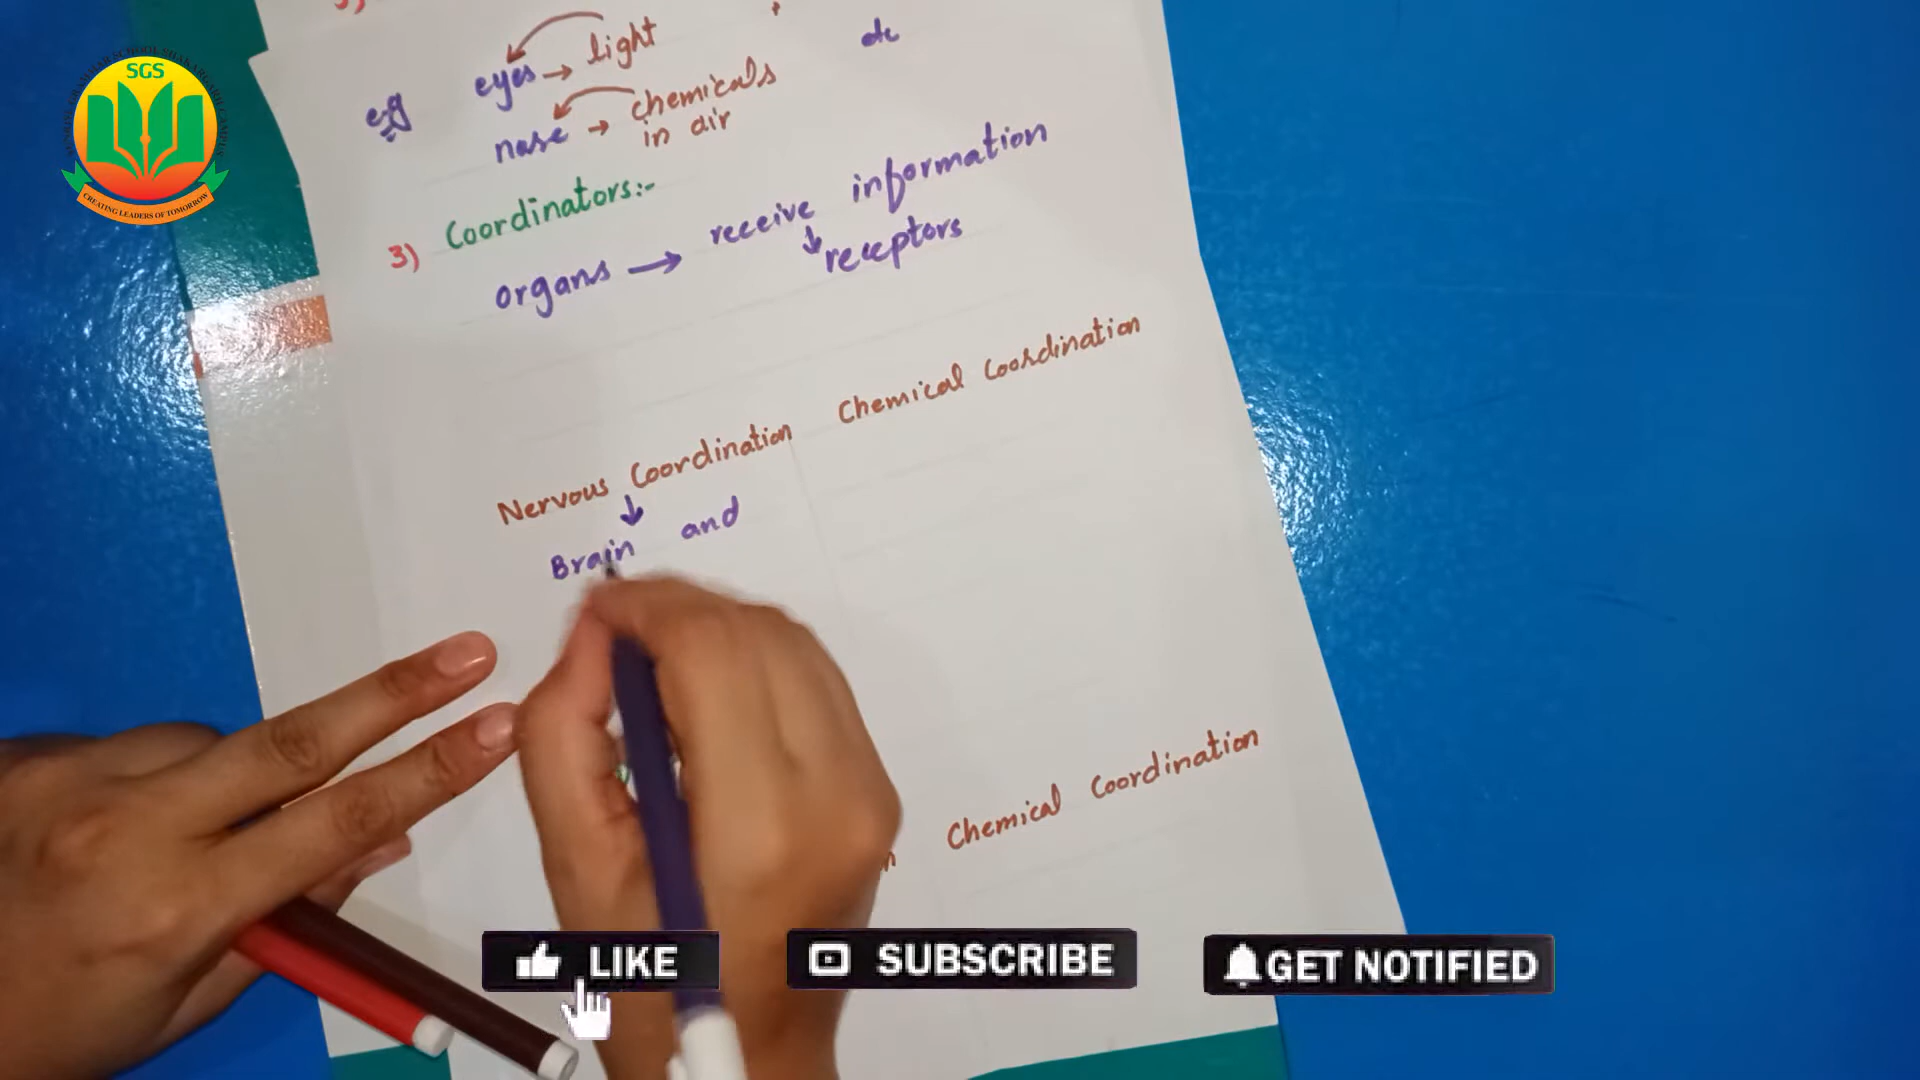 SGS
CREATING LEADERS OF TOMORROW
eg eyes → light etc
nose → chemicals
in air
3) Coordinators:-
organs → receive information
receptors
Nervous Coordination Chemical Coordination
Brain and
Chemical Coordination
LIKE SUBSCRIBE GET NOTIFIED